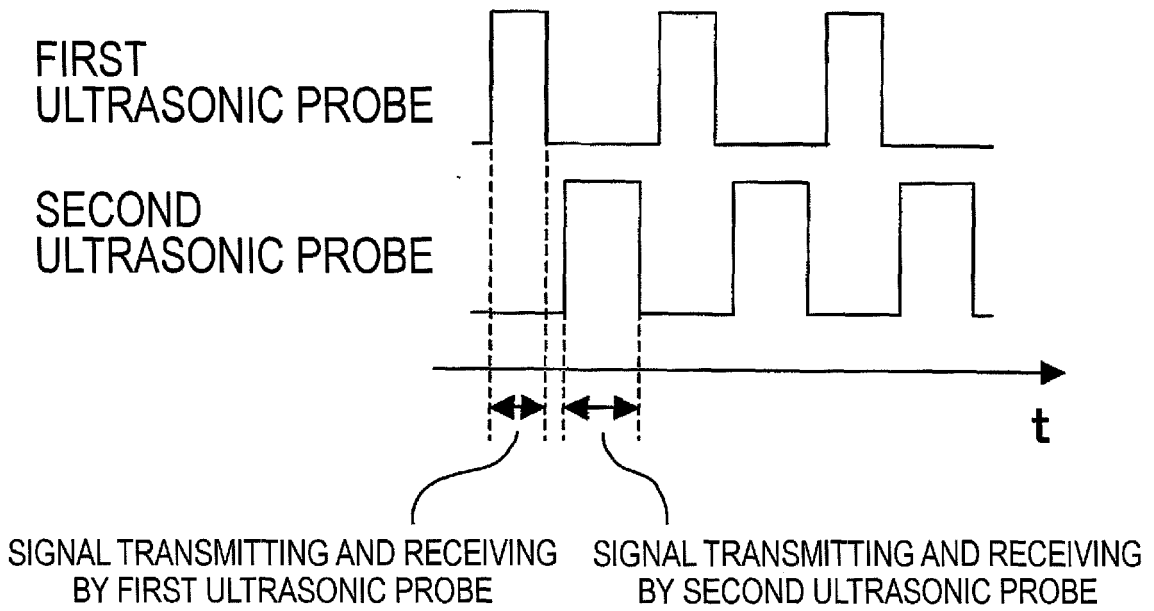 FIRST
ULTRASONIC PROBE
SECOND
ULTRASONIC PROBE
t
SIGNAL TRANSMITTING AND RECEIVING
BY FIRST ULTRASONIC PROBE
SIGNAL TRANSMITTING AND RECEIVING
BY SECOND ULTRASONIC PROBE